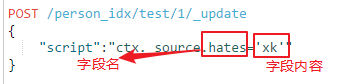 POST /person_idx/test/1/_update
{
"script":"ctx._source.hates='xk'"
}
字段名
字段内容